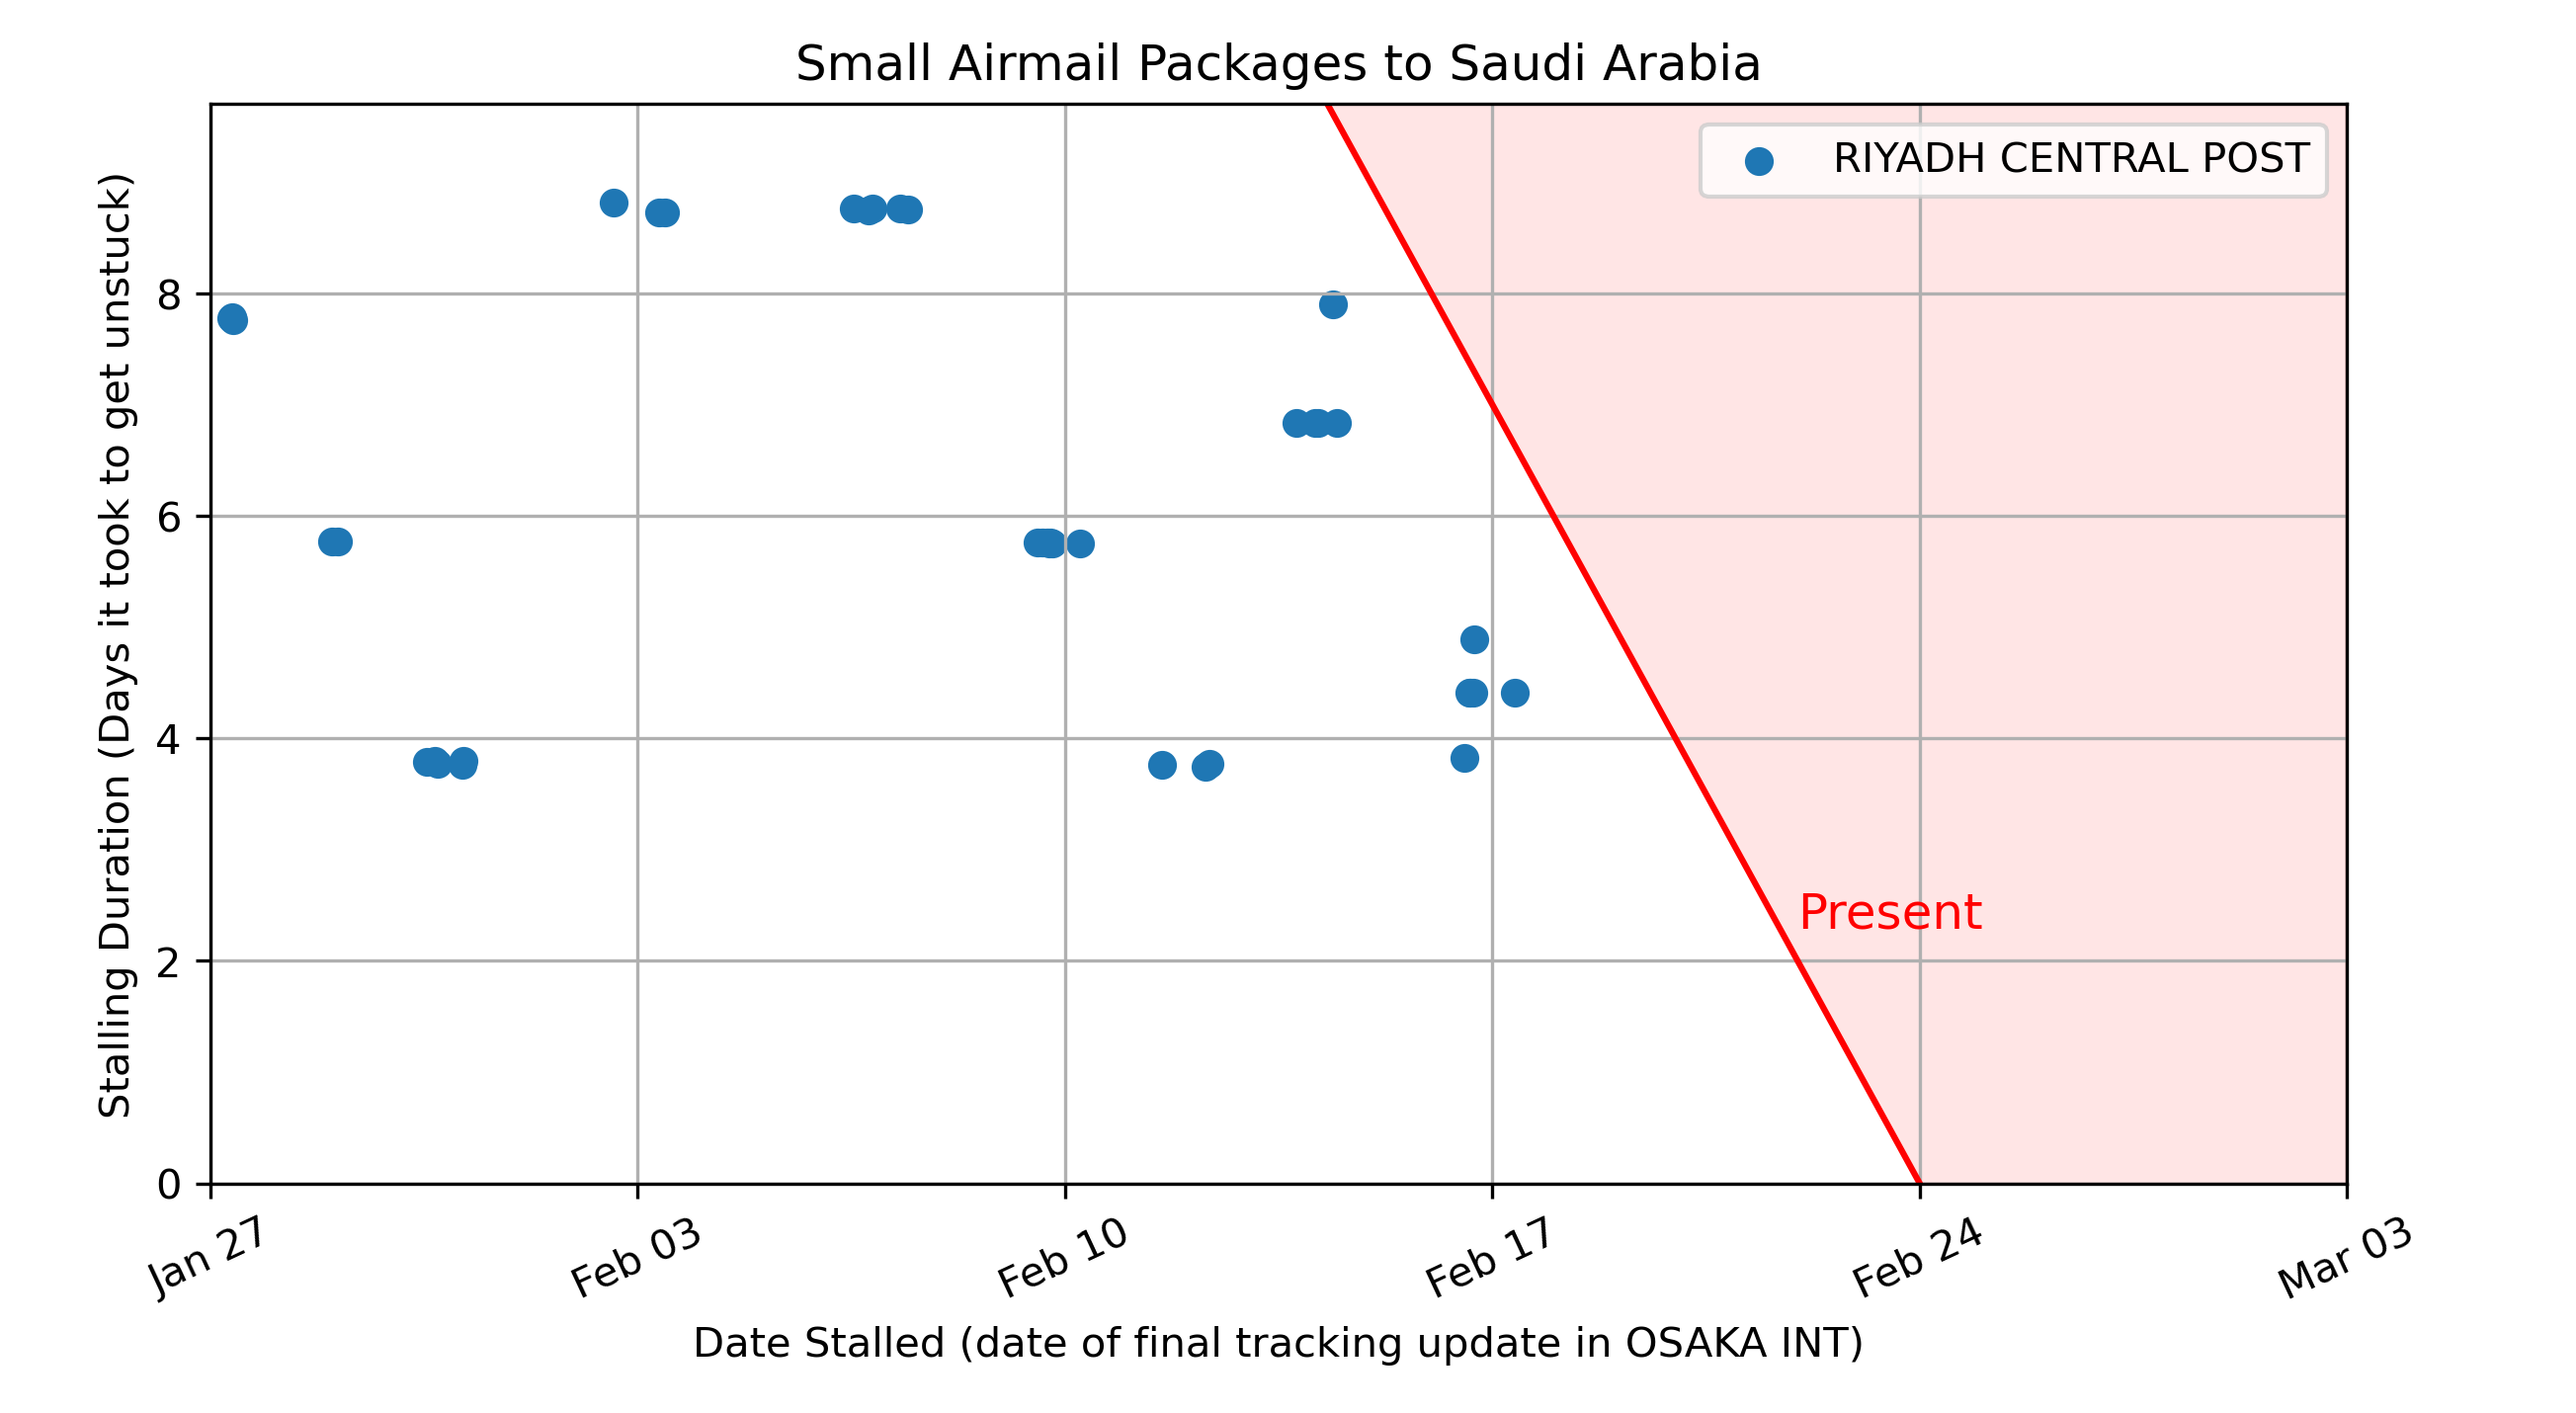 Small Airmail Packages to Saudi Arabia
RIYADH CENTRAL POST
Stalling Duration (Days it took to get unstuck)
8
6
4
2
0
Present
Jan 27
Feb 03
Feb 10
Feb 17
Feb 24
Mar 03
Date Stalled (date of final tracking update in OSAKA INT)